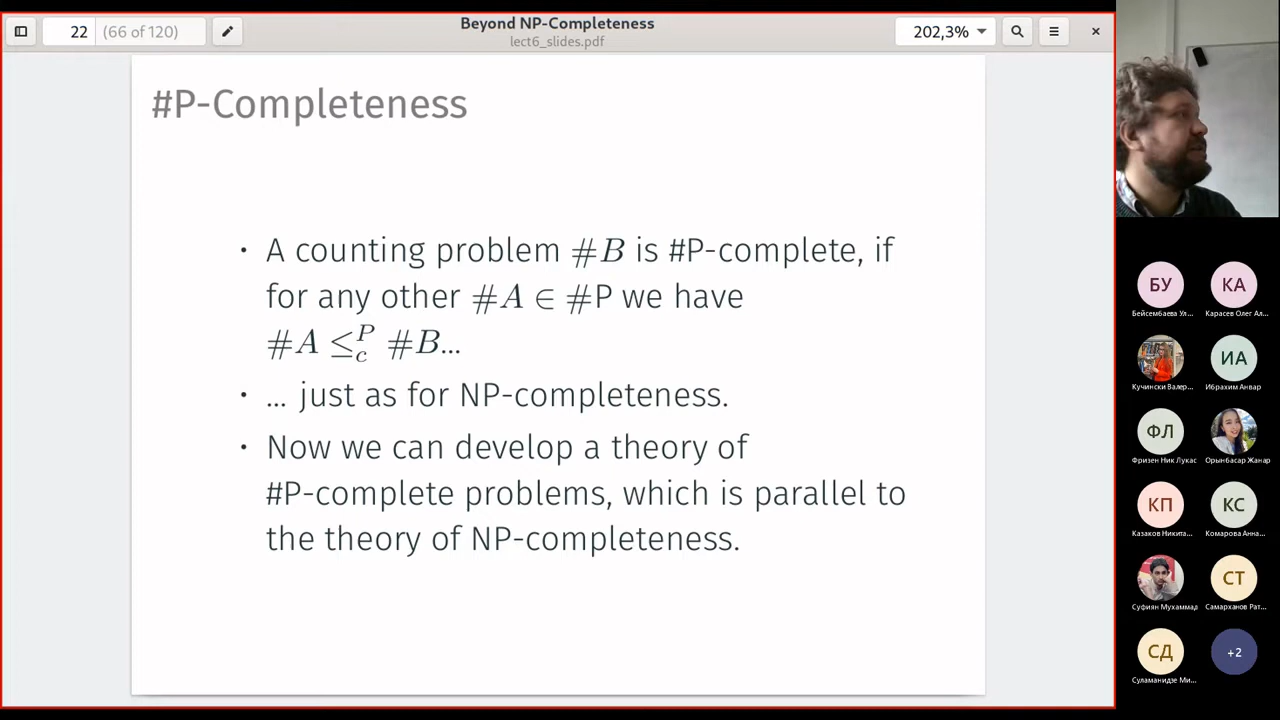 22 (66 of 120)
Beyond NP-Completeness
lect6_slides.pdf
202,3%
#P-Completeness
• A counting problem #B is #P-complete, if
for any other #A ∈ #P we have
#A ≤ᴾ_c #B...
• ... just as for NP-completeness.
• Now we can develop a theory of
#P-complete problems, which is parallel to
the theory of NP-completeness.
БУ
КА
Бейсембаева Ул...
Карасев Олег Ал...
ИА
Кучински Валер...
Ибрахим Анвар
ФЛ
Фризен Ник Лукас
Орынбасар Жанар
КП
КС
Казаков Никита...
Комарова Анна...
СТ
Суфиян Мухаммад
Самарханов Рат...
СД
+2
Суламанидзе Ми...